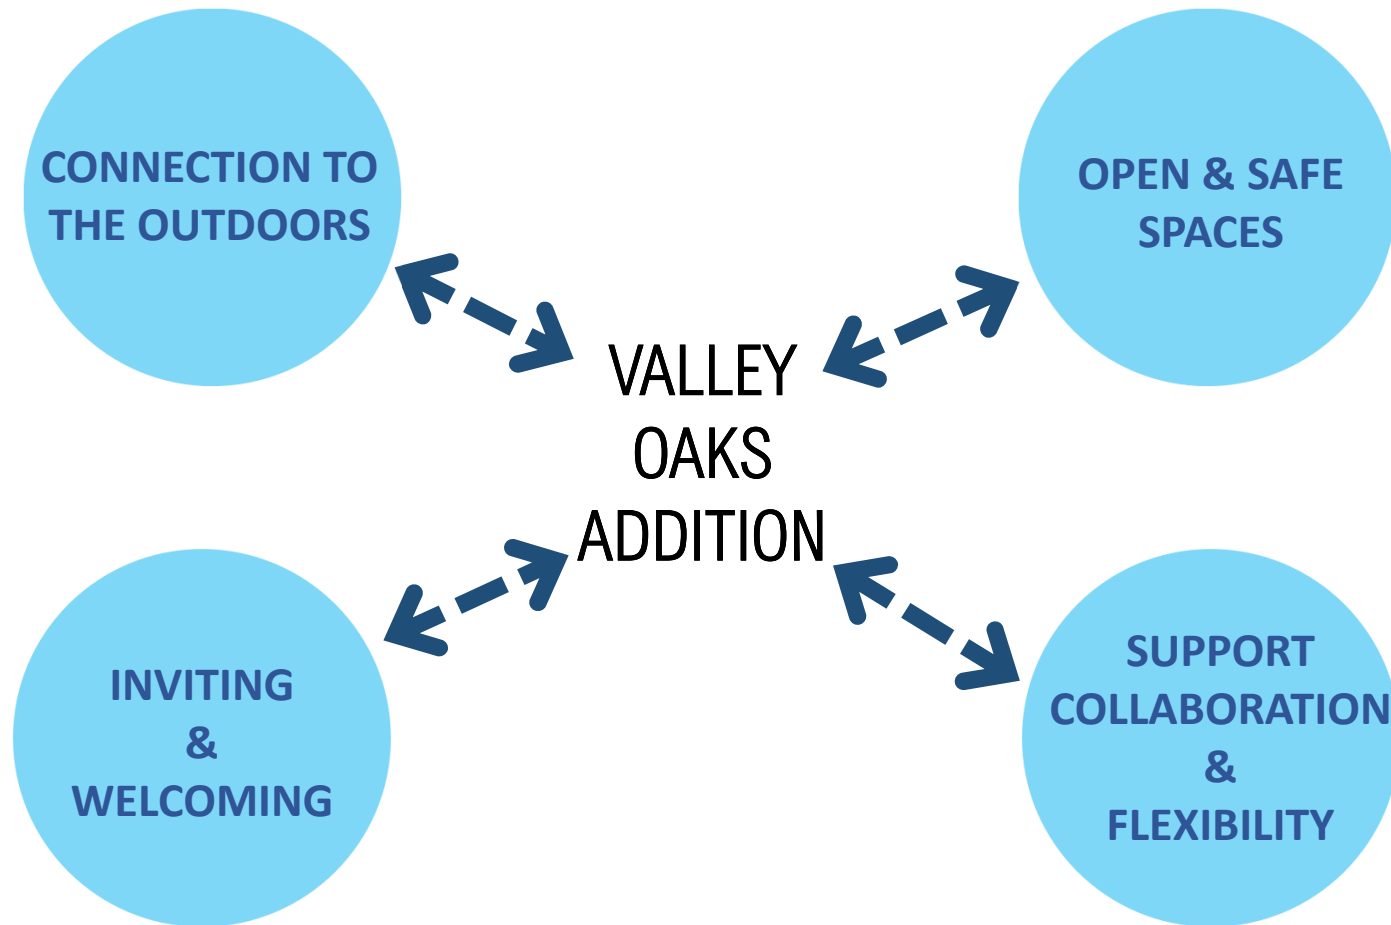 CONNECTION TO
THE OUTDOORS
OPEN & SAFE
SPACES
VALLEY
OAKS
ADDITION
INVITING
&
WELCOMING
SUPPORT
COLLABORATION
&
FLEXIBILITY